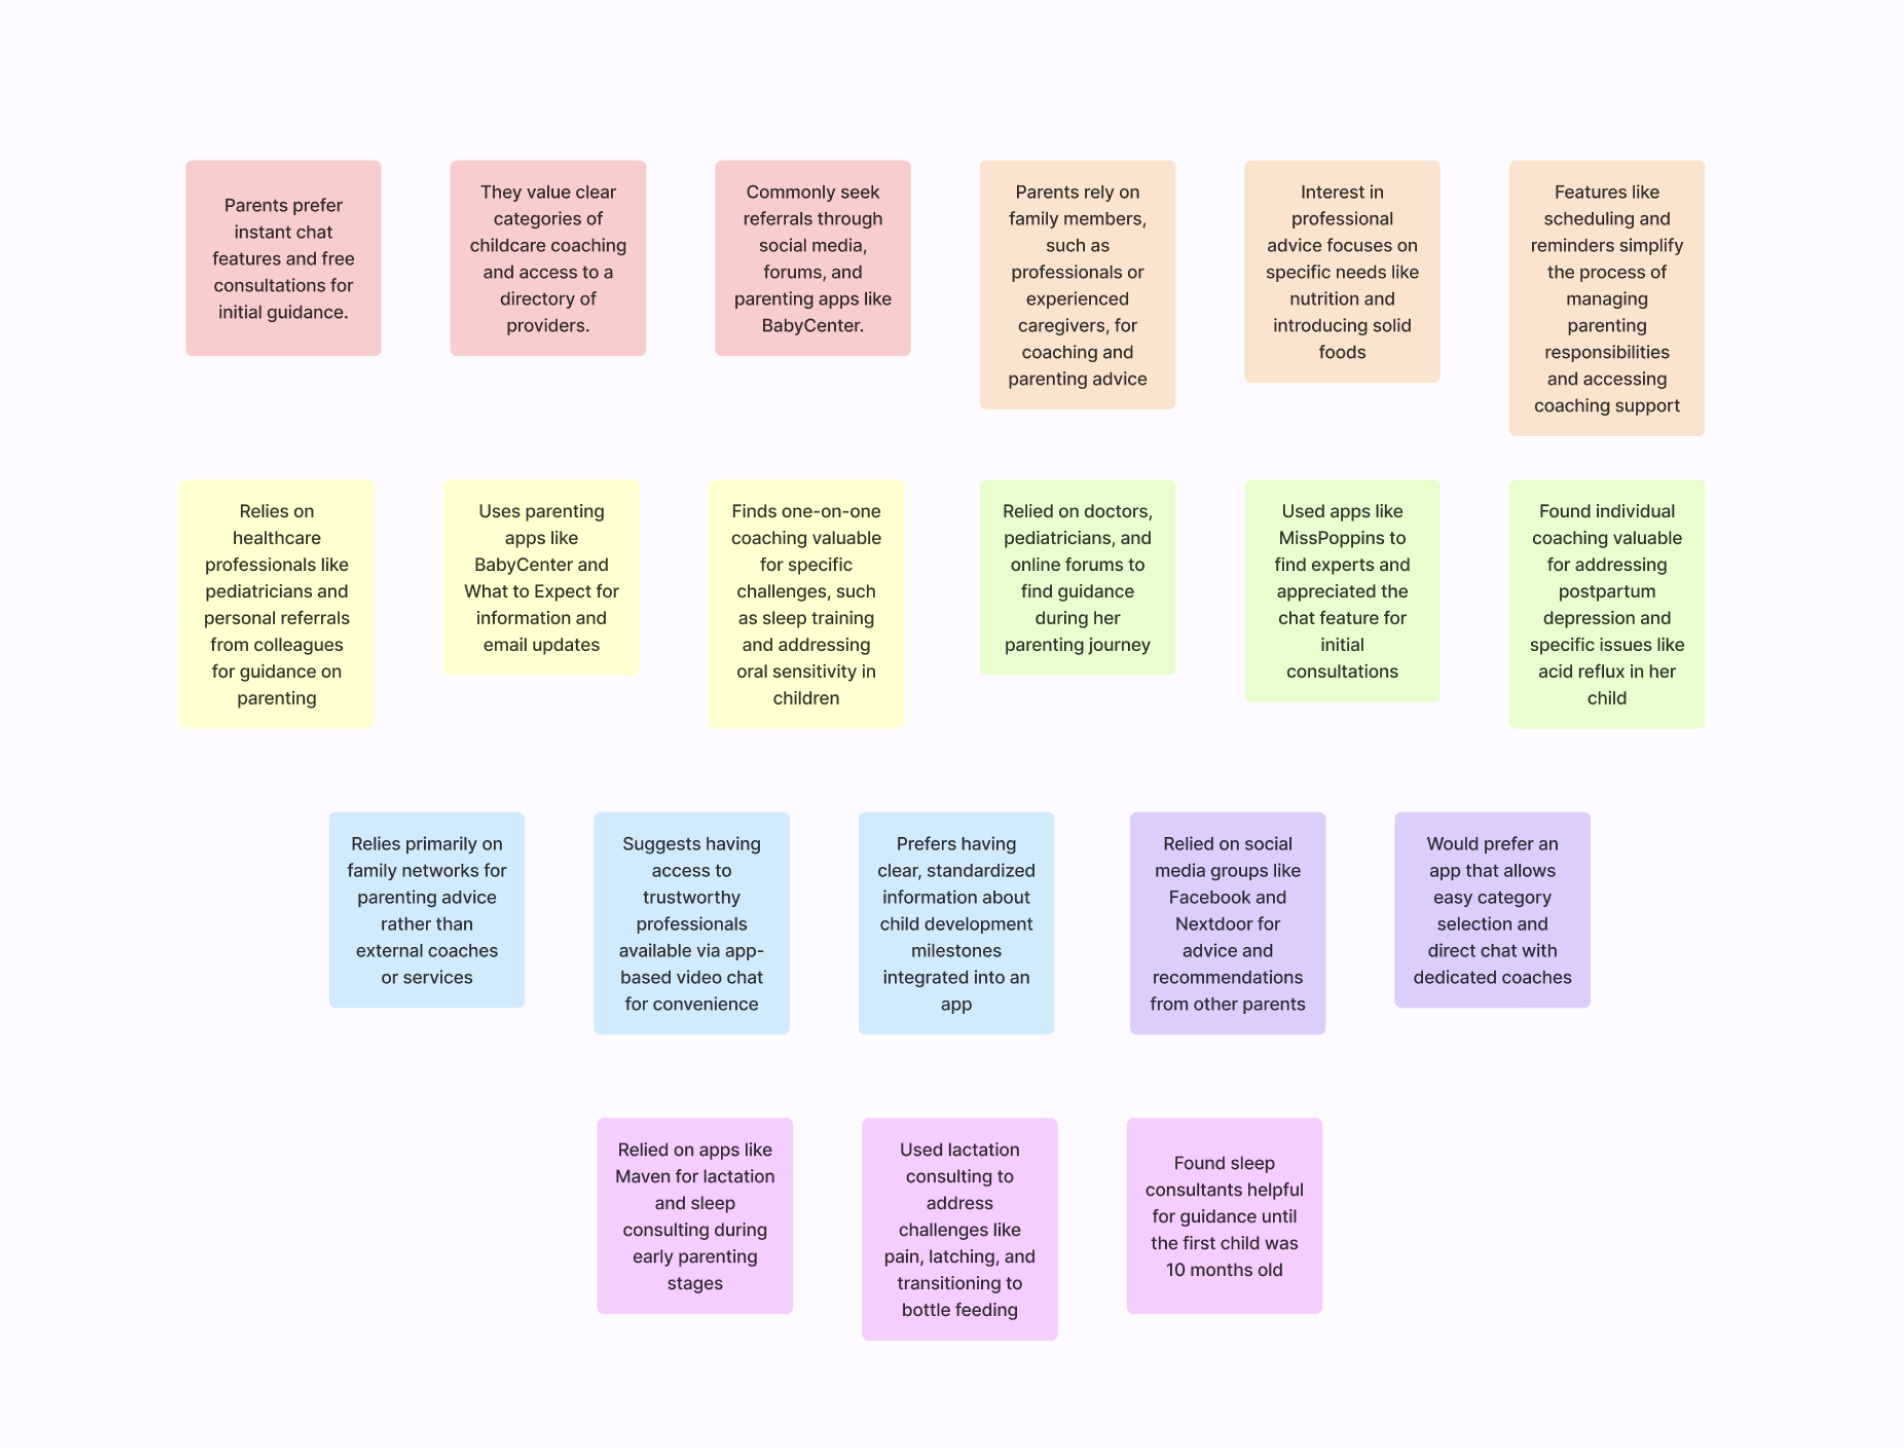 Parents prefer
instant chat
features and free
consultations for
initial guidance.
They value clear
categories of
childcare coaching
and access to a
directory of
providers.
Commonly seek
referrals through
social media,
forums, and
parenting apps like
BabyCenter.
Parents rely on
family members,
such as
professionals or
experienced
caregivers, for
coaching and
parenting advice
Interest in
professional
advice focuses on
specific needs like
nutrition and
introducing solid
foods
Features like
scheduling and
reminders simplify
the process of
managing
parenting
responsibilities
and accessing
coaching support
Relies on
healthcare
professionals like
pediatricians and
personal referrals
from colleagues
for guidance on
parenting
Uses parenting
apps like
BabyCenter and
What to Expect for
information and
email updates
Finds one-on-one
coaching valuable
for specific
challenges, such
as sleep training
and addressing
oral sensitivity in
children
Relied on doctors,
pediatricians, and
online forums to
find guidance
during her
parenting journey
Used apps like
MissPoppins to
find experts and
appreciated the
chat feature for
initial
consultations
Found individual
coaching valuable
for addressing
postpartum
depression and
specific issues like
acid reflux in her
child
Relies primarily on
family networks for
parenting advice
rather than
external coaches
or services
Suggests having
access to
trustworthy
professionals
available via app-
based video chat
for convenience
Prefers having
clear, standardized
information about
child development
milestones
integrated into an
app
Relied on social
media groups like
Facebook and
Nextdoor for
advice and
recommendations
from other parents
Would prefer an
app that allows
easy category
selection and
direct chat with
dedicated coaches
Relied on apps like
Maven for lactation
and sleep
consulting during
early parenting
stages
Used lactation
consulting to
address
challenges like
pain, latching, and
transitioning to
bottle feeding
Found sleep
consultants helpful
for guidance until
the first child was
10 months old